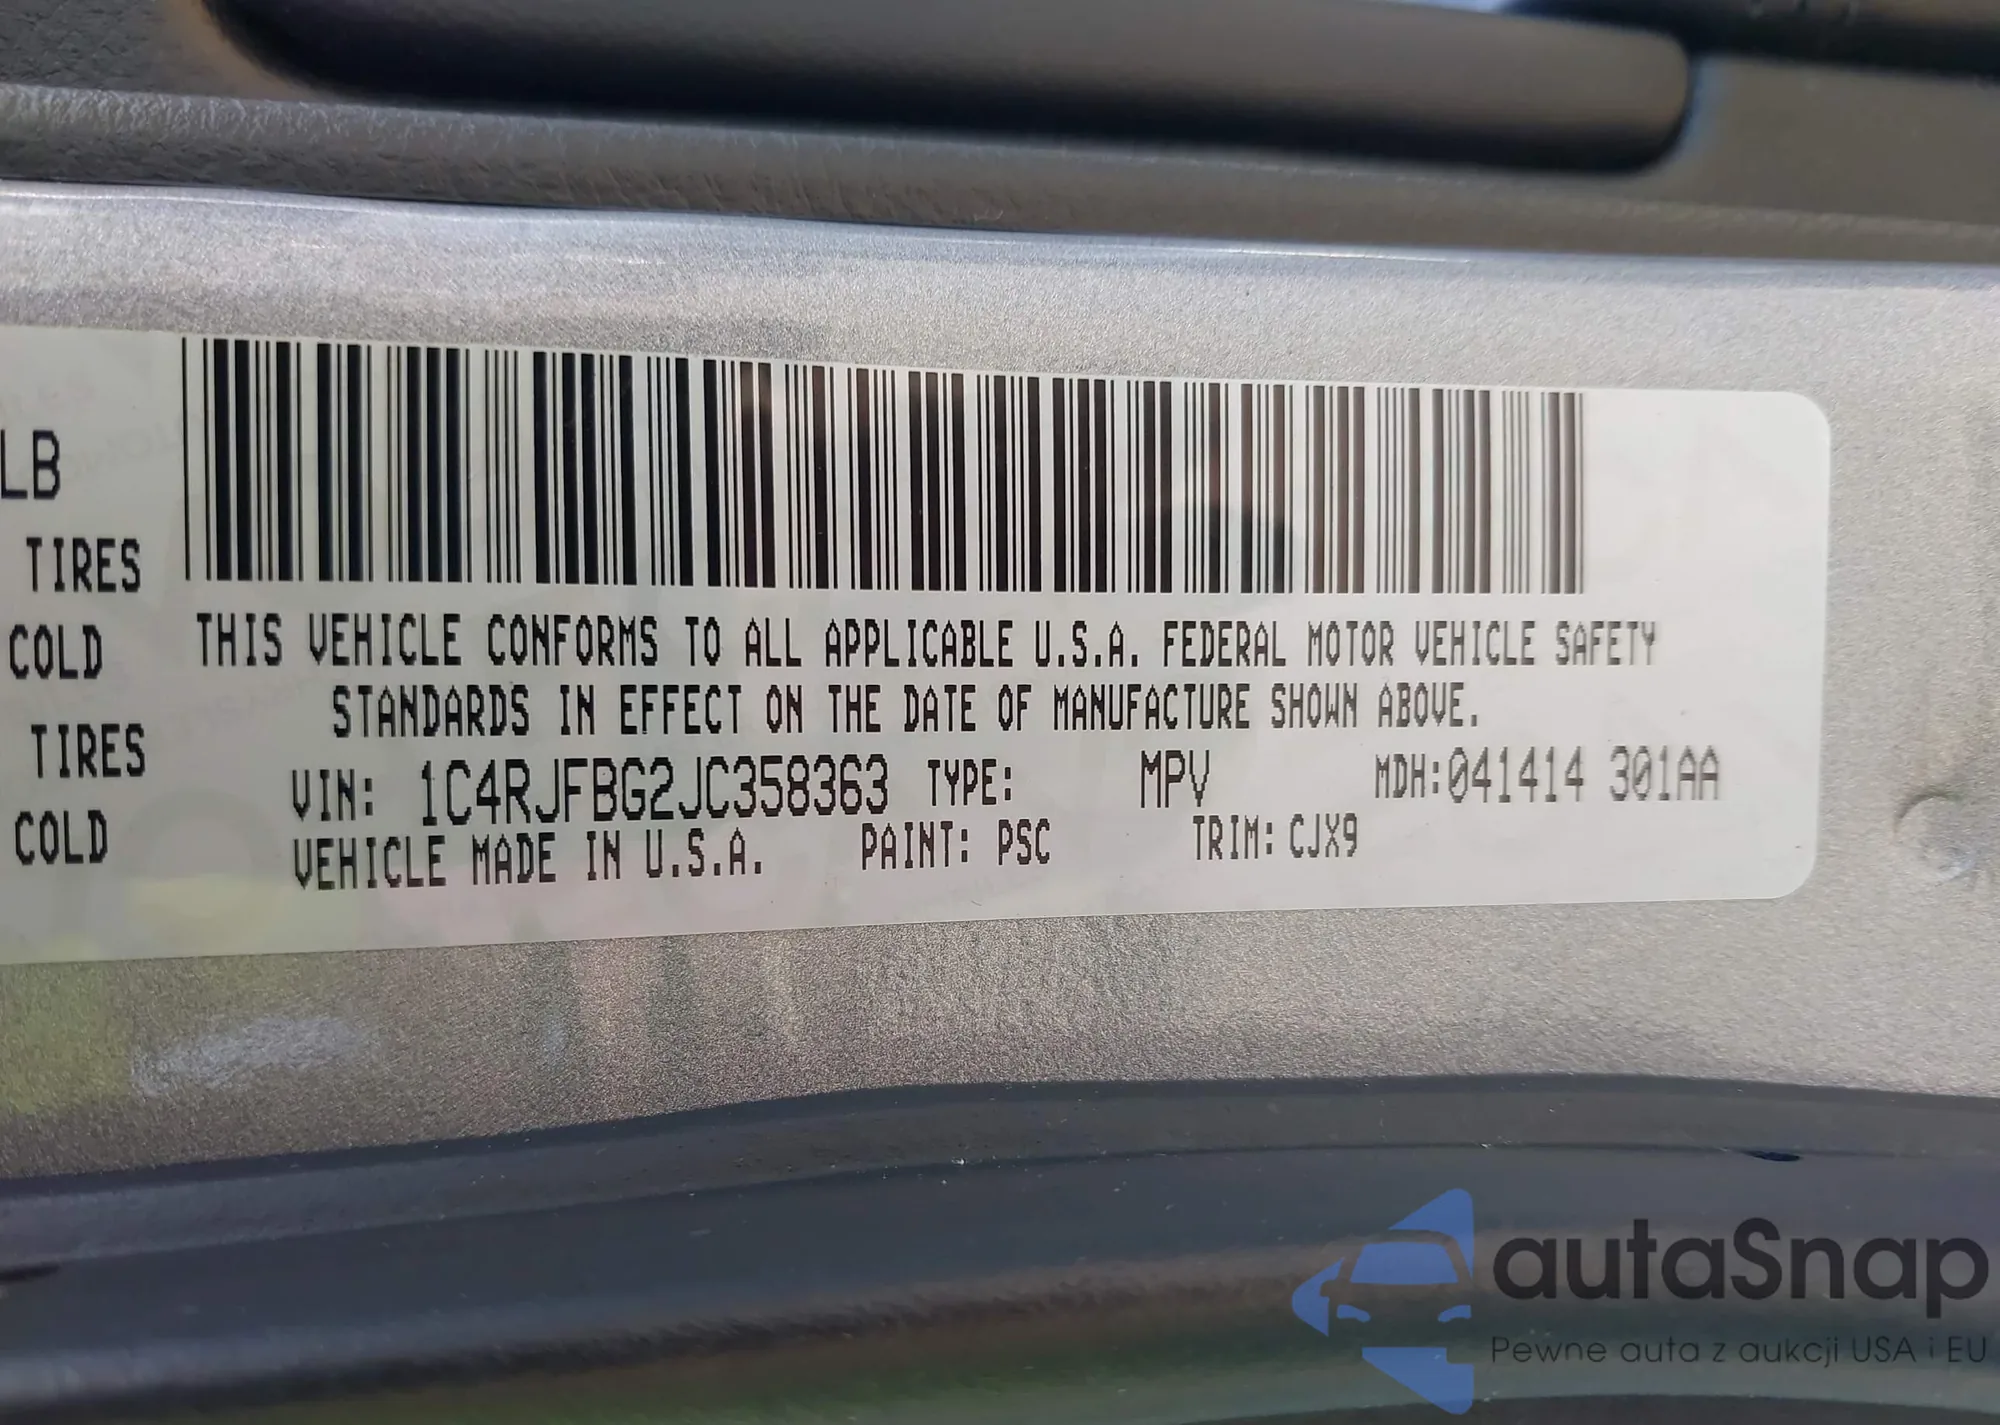 LB
TIRES
COLD
TIRES
COLD
THIS VEHICLE CONFORMS TO ALL APPLICABLE U.S.A. FEDERAL MOTOR VEHICLE SAFETY
STANDARDS IN EFFECT ON THE DATE OF MANUFACTURE SHOWN ABOVE.
VIN: 1C4RJFBG2JC358363 TYPE: MPV MDH:041414 301AA
VEHICLE MADE IN U.S.A. PAINT: PSC TRIM: CJX9
autaSnap
Pewne auta z aukcji USA i EU